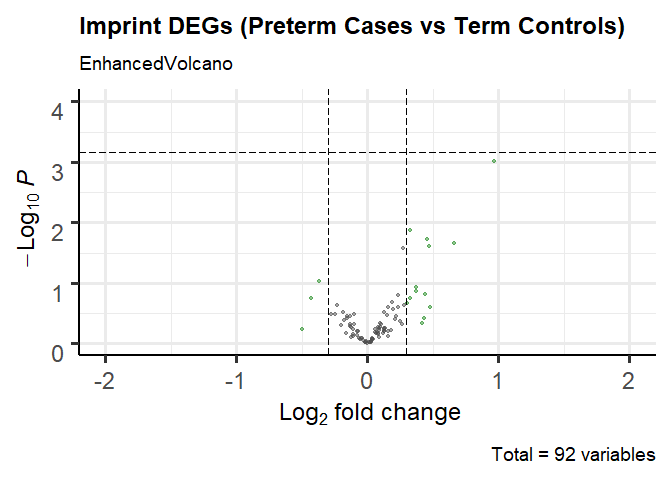 Imprint DEGs (Preterm Cases vs Term Controls)
EnhancedVolcano
4
3
2
1
0
−Log10 P
-2 -1 0 1 2
Log2 fold change
Total = 92 variables